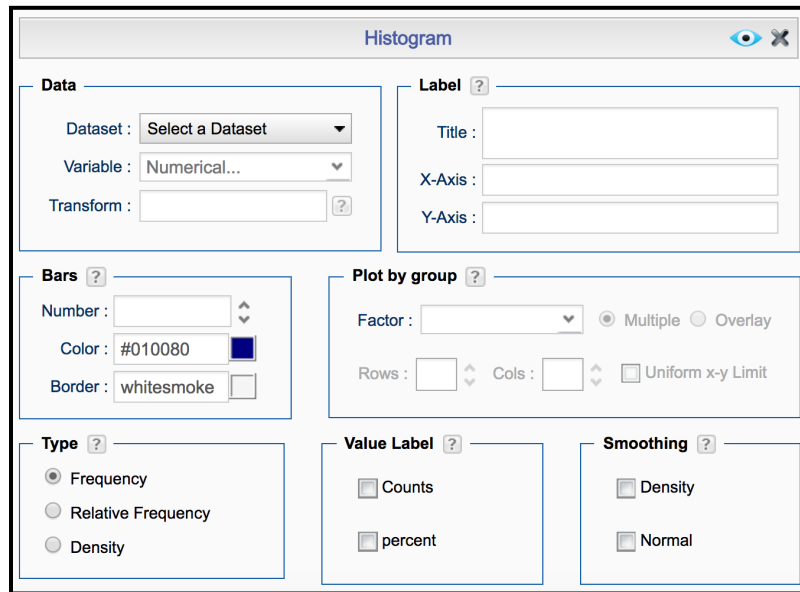 Histogram
Data
Dataset : Select a Dataset
Variable : Numerical...
Transform : ?
Label ?
Title :
X-Axis :
Y-Axis :
Bars ?
Number :
Color : #010080
Border : whitesmoke
Plot by group ?
Factor : Multiple Overlay
Rows : Cols : Uniform x-y Limit
Type ?
Frequency
Relative Frequency
Density
Value Label ?
Counts
percent
Smoothing ?
Density
Normal